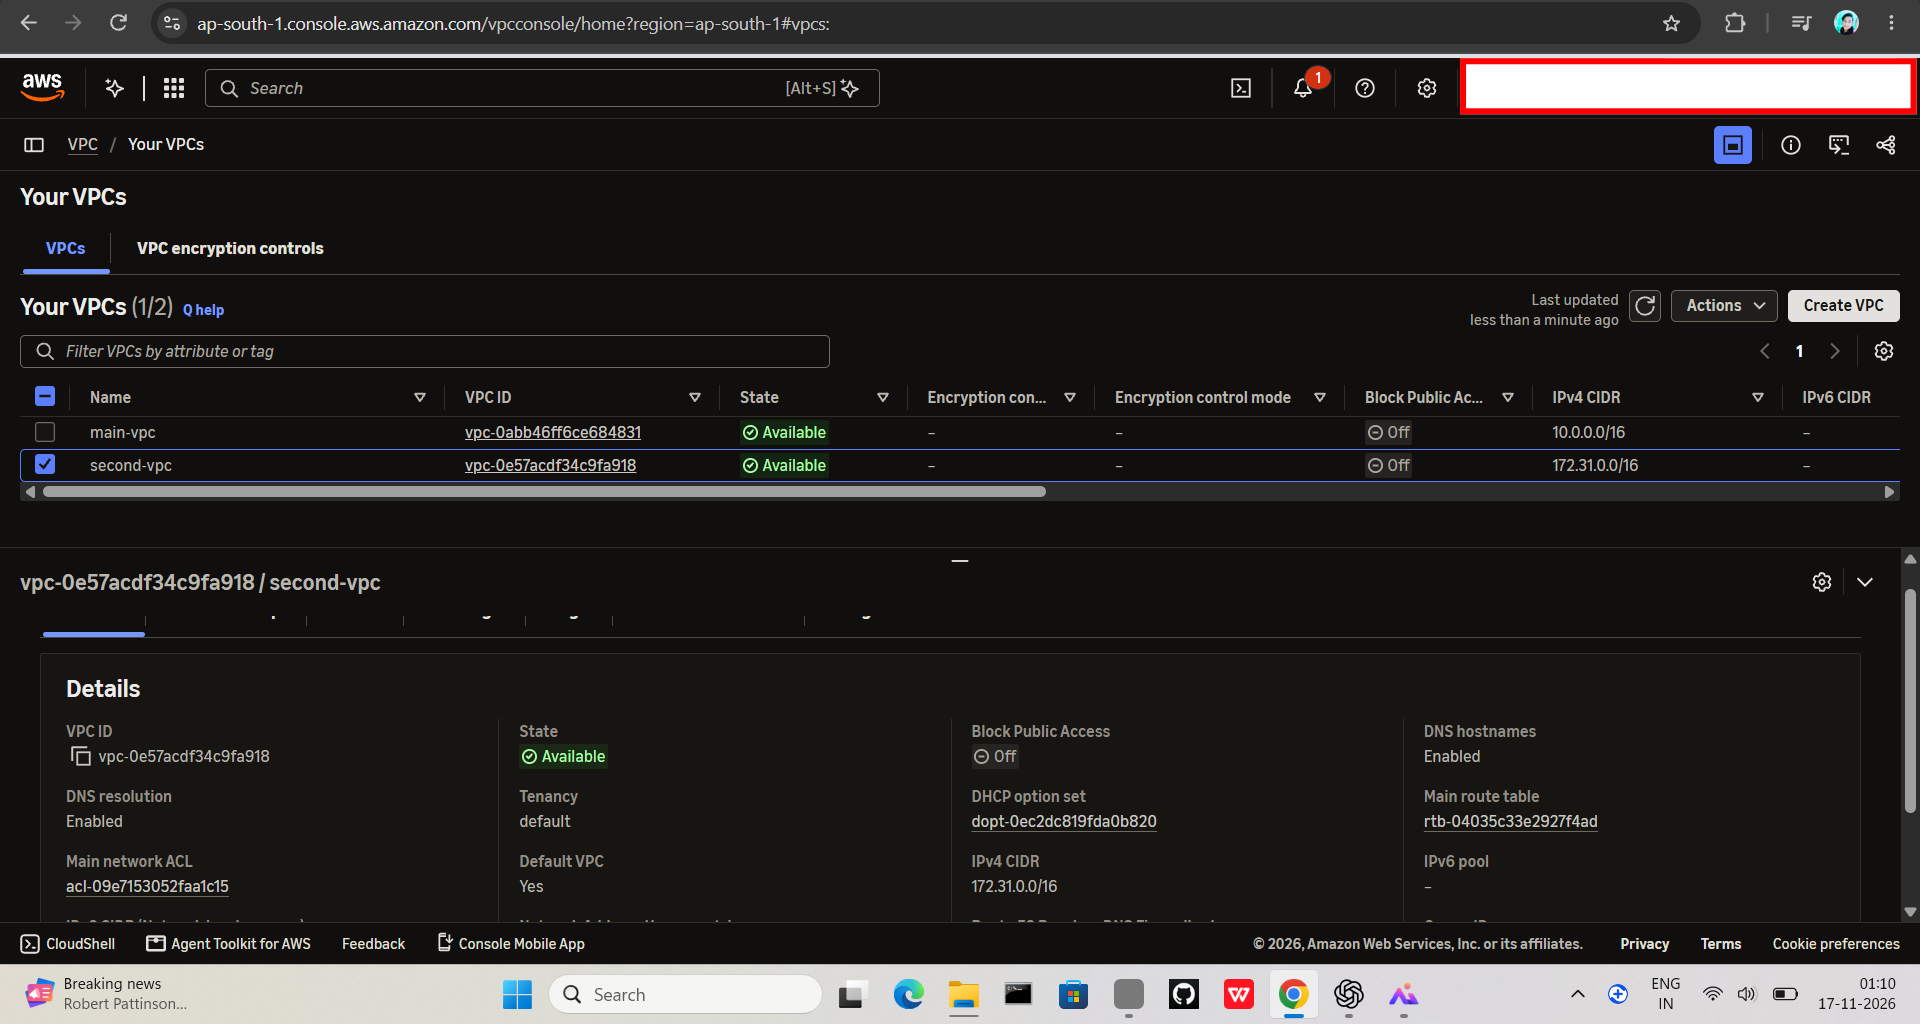 ap-south-1.console.aws.amazon.com/vpcconsole/home?region=ap-south-1#vpcs:
aws
Search [Alt+S]
1
VPC / Your VPCs
Your VPCs
VPCs VPC encryption controls
Your VPCs (1/2) Q help
Last updated
less than a minute ago
Actions
Create VPC
Filter VPCs by attribute or tag
1
Name VPC ID State Encryption con... Encryption control mode Block Public Ac... IPv4 CIDR IPv6 CIDR
main-vpc vpc-0abb46ff6ce684831 Available – – Off 10.0.0.0/16 –
second-vpc vpc-0e57acdf34c9fa918 Available – – Off 172.31.0.0/16 –
vpc-0e57acdf34c9fa918 / second-vpc
Details
VPC ID State Block Public Access DNS hostnames
vpc-0e57acdf34c9fa918 Available Off Enabled
DNS resolution Tenancy DHCP option set Main route table
Enabled default dopt-0ec2dc819fda0b820 rtb-04035c33e2927f4ad
Main network ACL Default VPC IPv4 CIDR IPv6 pool
acl-09e7153052faa1c15 Yes 172.31.0.0/16 –
CloudShell Agent Toolkit for AWS Feedback Console Mobile App © 2026, Amazon Web Services, Inc. or its affiliates. Privacy Terms Cookie preferences
Breaking news
Robert Pattinson...
Search
ENG
IN
01:10
17-11-2026